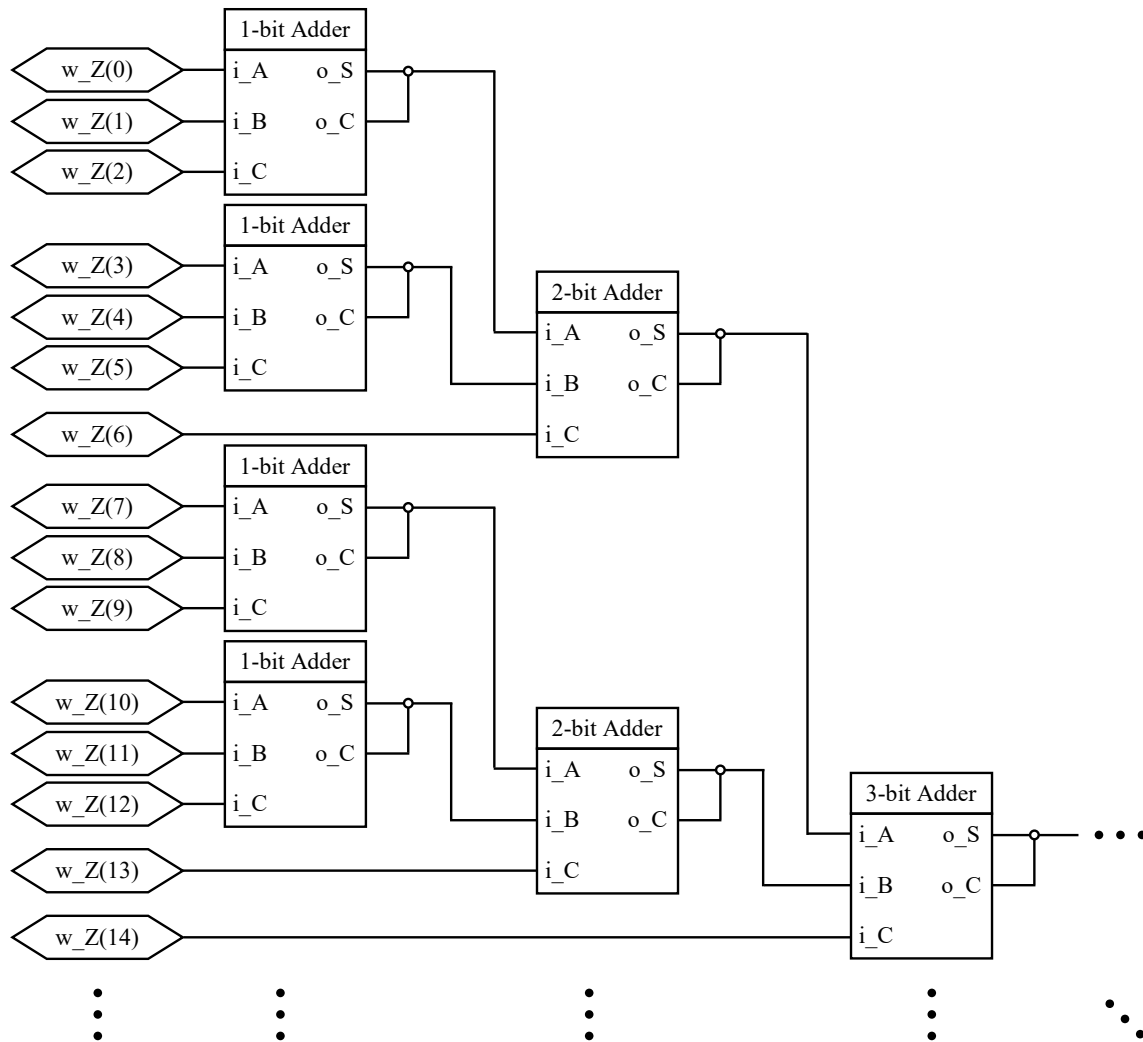 1-bit Adder
w_Z(0) i_A o_S
w_Z(1) i_B o_C
w_Z(2) i_C
1-bit Adder
w_Z(3) i_A o_S
w_Z(4) i_B o_C
w_Z(5) i_C
2-bit Adder
i_A o_S
i_B o_C
w_Z(6) i_C
1-bit Adder
w_Z(7) i_A o_S
w_Z(8) i_B o_C
w_Z(9) i_C
1-bit Adder
w_Z(10) i_A o_S
w_Z(11) i_B o_C
w_Z(12) i_C
2-bit Adder
i_A o_S
i_B o_C
w_Z(13) i_C
3-bit Adder
i_A o_S
i_B o_C
w_Z(14) i_C